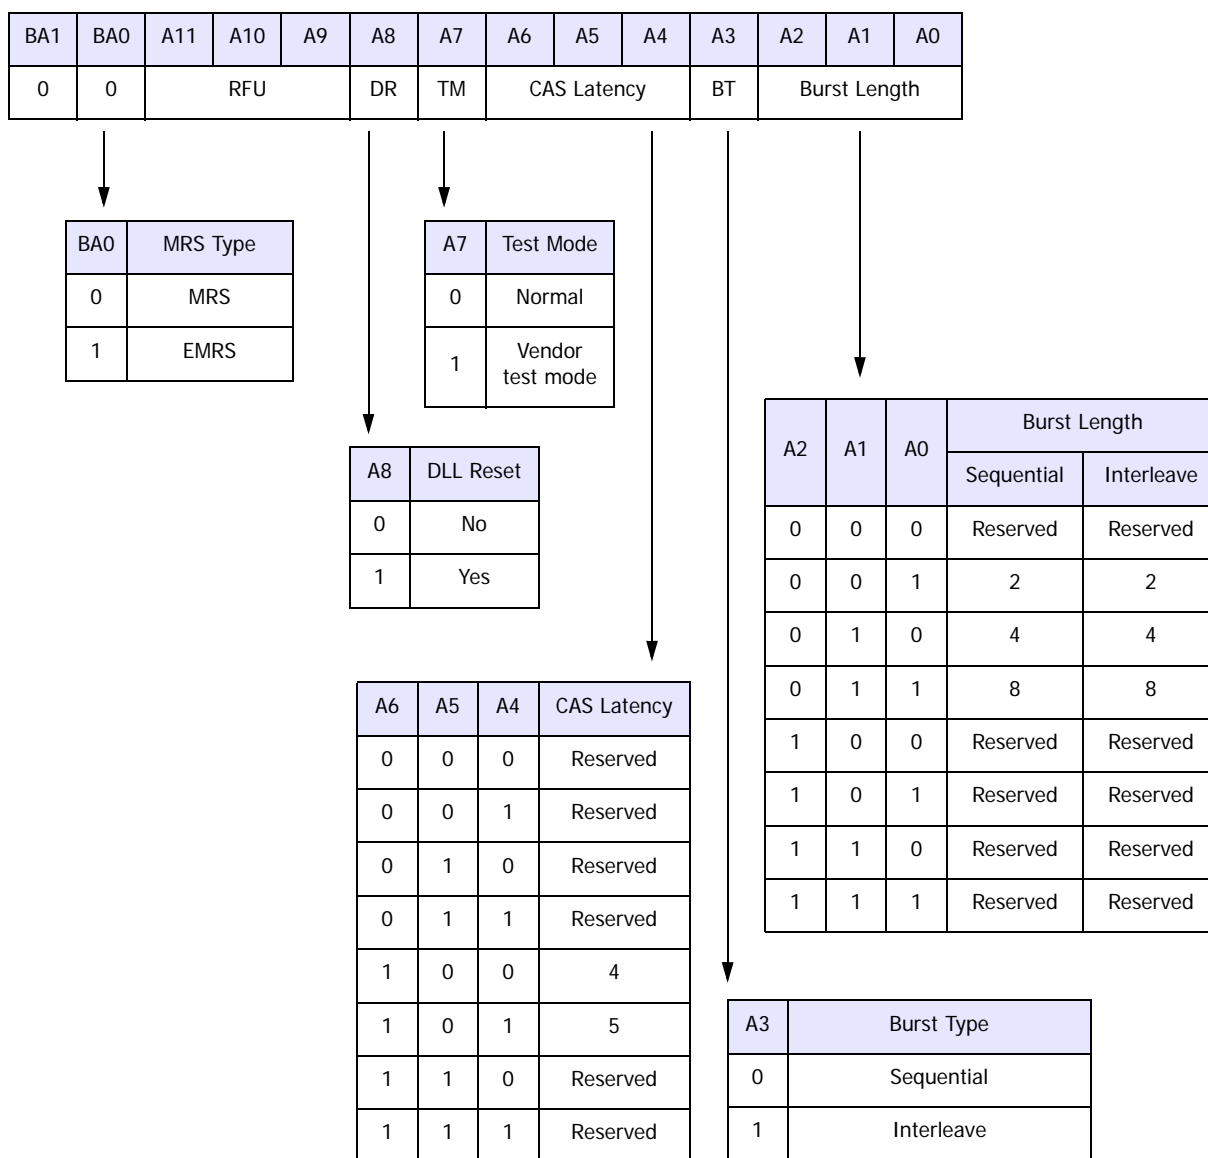 BA1 BA0 A11 A10 A9 A8 A7 A6 A5 A4 A3 A2 A1 A0
0 0 RFU DR TM CAS Latency BT Burst Length
BA0 MRS Type
0 MRS
1 EMRS
A7 Test Mode
0 Normal
1 Vendor
test mode
A8 DLL Reset
0 No
1 Yes
A2 A1 A0 Burst Length
Sequential Interleave
0 0 0 Reserved Reserved
0 0 1 2 2
0 1 0 4 4
0 1 1 8 8
1 0 0 Reserved Reserved
1 0 1 Reserved Reserved
1 1 0 Reserved Reserved
1 1 1 Reserved Reserved
A6 A5 A4 CAS Latency
0 0 0 Reserved
0 0 1 Reserved
0 1 0 Reserved
0 1 1 Reserved
1 0 0 4
1 0 1 5
1 1 0 Reserved
1 1 1 Reserved
A3 Burst Type
0 Sequential
1 Interleave